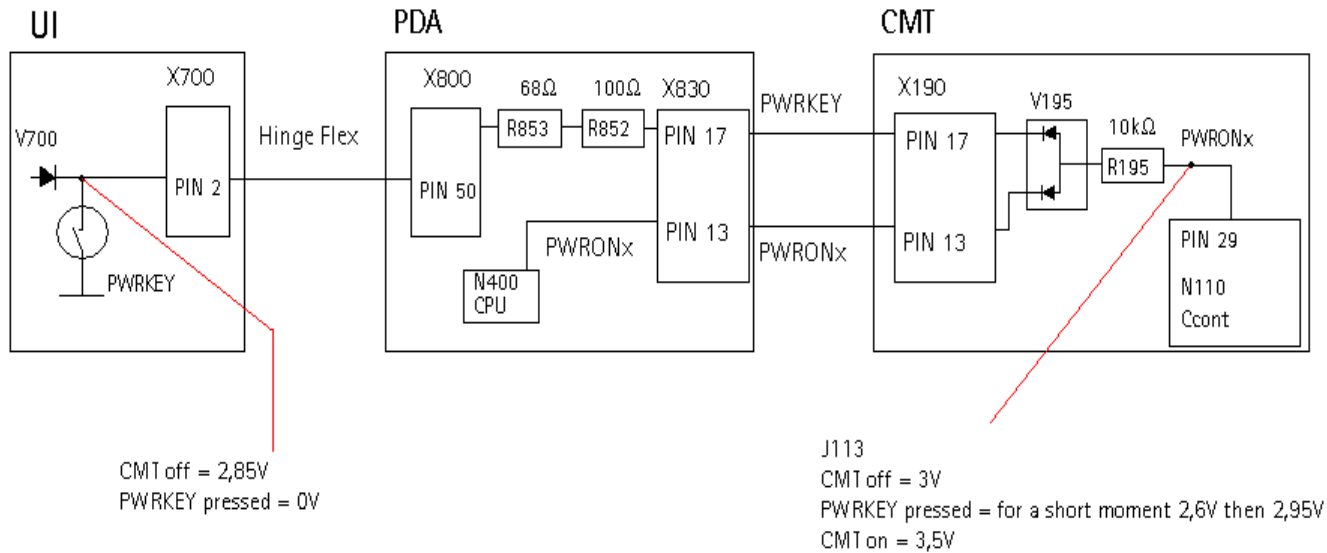 UI
PDA
CMT
X700
V700
PIN 2
PWRKEY
Hinge Flex
X800
68Ω
100Ω
X830
R853
R852
PIN 17
PIN 50
PIN 13
PWRONx
N400
CPU
PWRKEY
PWRONx
X190
V195
10kΩ
PWRONx
PIN 17
R195
PIN 13
PIN 29
N110
Ccont
CMT off = 2,85V
PWRKEY pressed = 0V
J113
CMT off = 3V
PWRKEY pressed = for a short moment 2,6V then 2,95V
CMT on = 3,5V